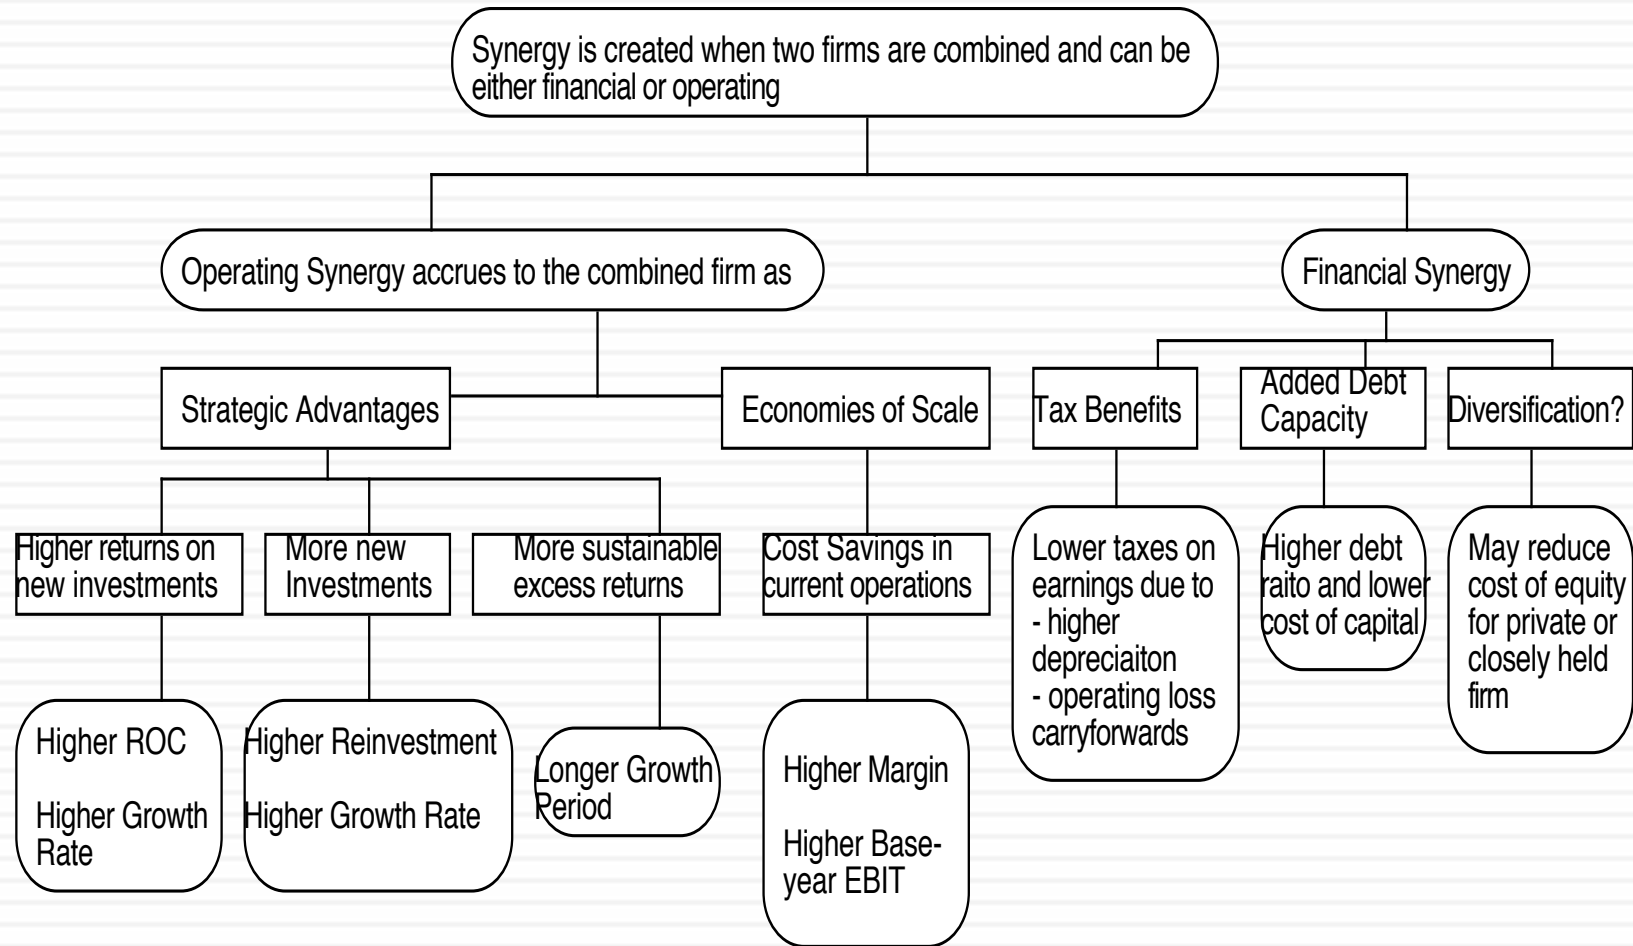 Synergy is created when two firms are combined and can be
either financial or operating
Operating Synergy accrues to the combined firm as
Financial Synergy
Strategic Advantages
Economies of Scale
Tax Benefits
Added Debt
Capacity
Diversification?
Higher returns on
new investments
More new
Investments
More sustainable
excess returns
Cost Savings in
current operations
Lower taxes on
earnings due to
- higher
depreciaiton
- operating loss
carryforwards
Higher debt
raito and lower
cost of capital
May reduce
cost of equity
for private or
closely held
firm
Higher ROC
Higher Growth
Rate
Higher Reinvestment
Higher Growth Rate
Longer Growth
Period
Higher Margin
Higher Base-
year EBIT